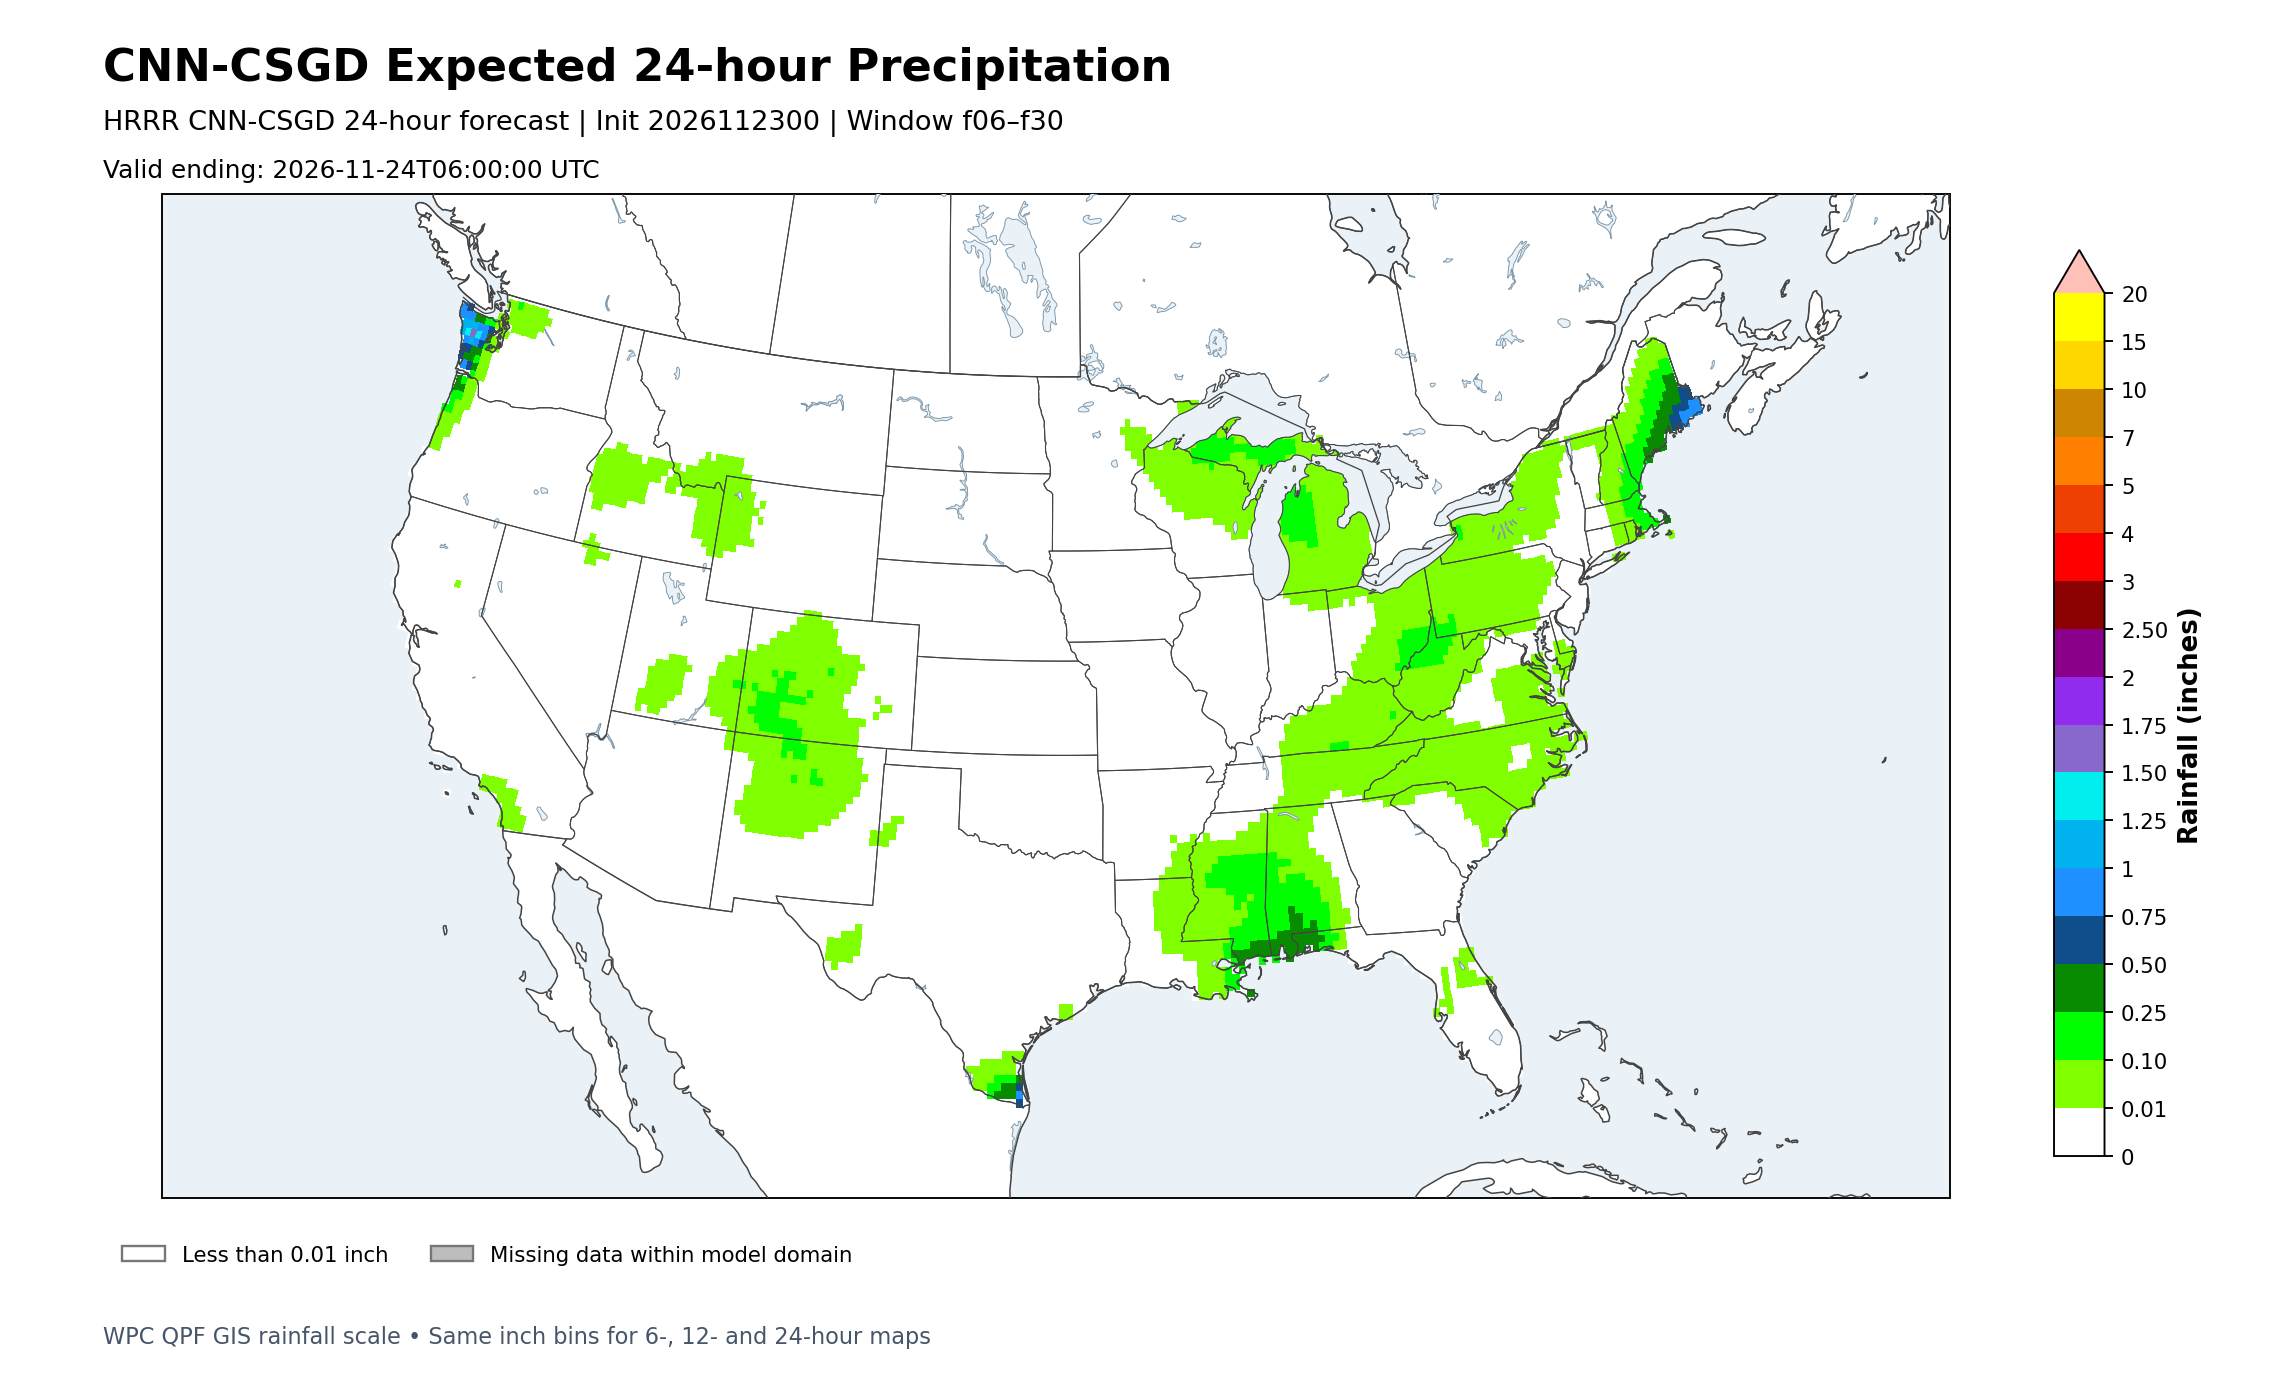 CNN-CSGD Expected 24-hour Precipitation
HRRR CNN-CSGD 24-hour forecast | Init 2026112300 | Window f06–f30
Valid ending: 2026-11-24T06:00:00 UTC
20
15
10
7
5
4
3
2.50
2
1.75
1.50
1.25
1
0.75
0.50
0.25
0.10
0.01
0
Rainfall (inches)
Less than 0.01 inch
Missing data within model domain
WPC QPF GIS rainfall scale • Same inch bins for 6-, 12- and 24-hour maps